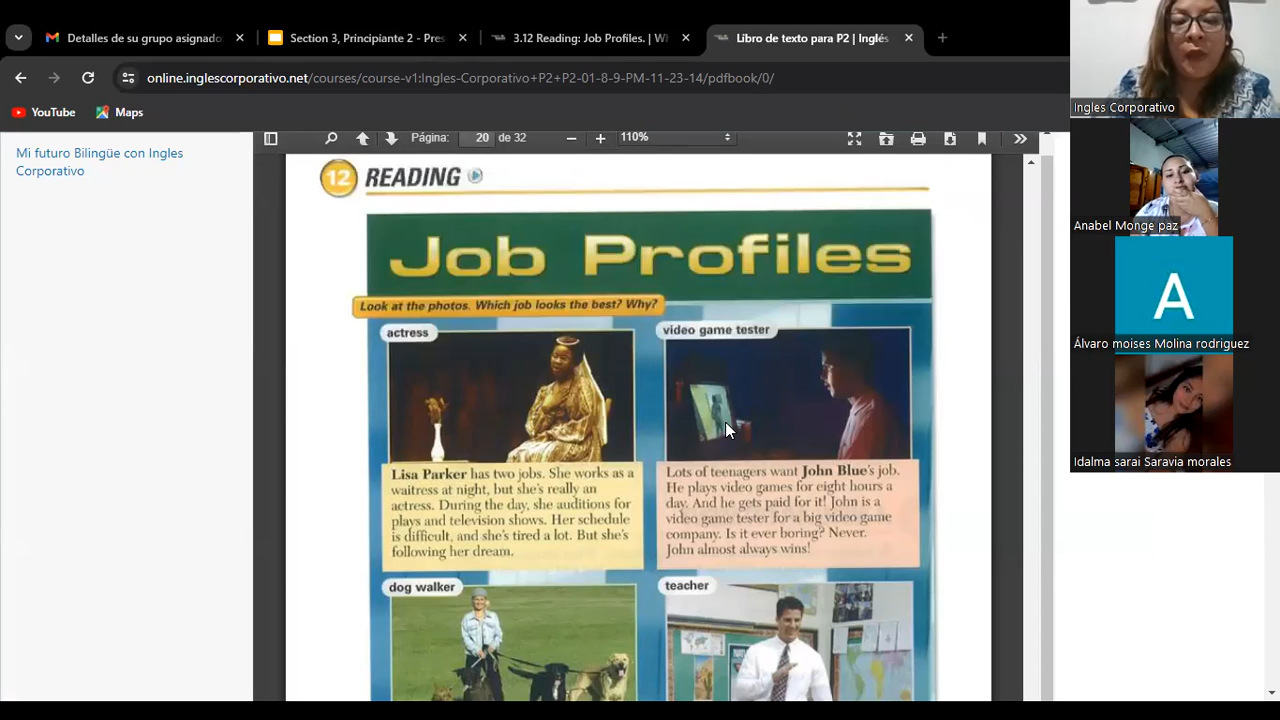 Detalles de su grupo asignado
Section 3, Principiante 2 - Pres
3.12 Reading: Job Profiles. | W
Libro de texto para P2 | Inglés
online.inglescorporativo.net/courses/course-v1:Ingles-Corporativo+P2+P2-01-8-9-PM-11-23-14/pdfbook/0/
YouTube
Maps
Mi futuro Bilingüe con Ingles
Corporativo
Página: 20 de 32
110%
12 READING
Job Profiles
Look at the photos. Which job looks the best? Why?
actress
Lisa Parker has two jobs. She works as a
waitress at night, but she's really an
actress. During the day, she auditions for
plays and television shows. Her schedule
is difficult, and she's tired a lot. But she's
following her dream.
video game tester
Lots of teenagers want John Blue's job.
He plays video games for eight hours a
day. And he gets paid for it! John is a
video game tester for a big video game
company. Is it ever boring? Never.
John almost always wins!
dog walker
teacher
Ingles Corporativo
Anabel Monge paz
A
Álvaro moises Molina rodriguez
Idalma sarai Saravia morales